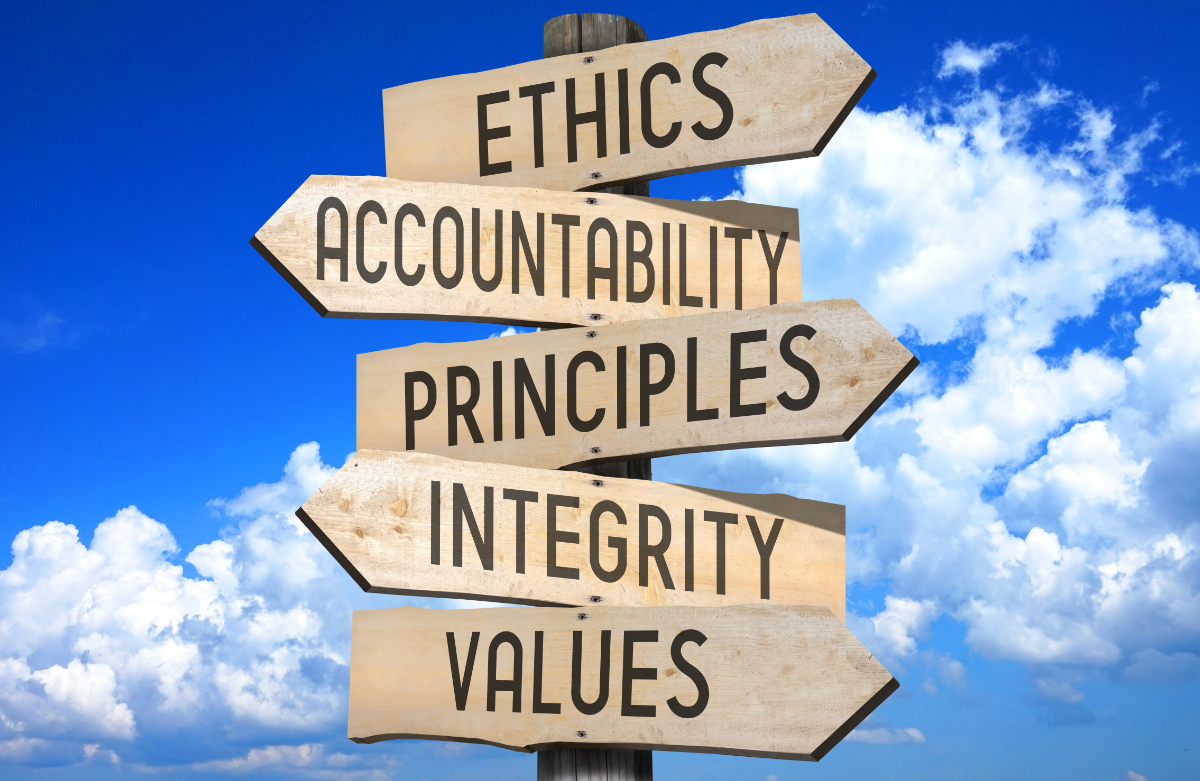 ETHICS
ACCOUNTABILITY
PRINCIPLES
INTEGRITY
VALUES